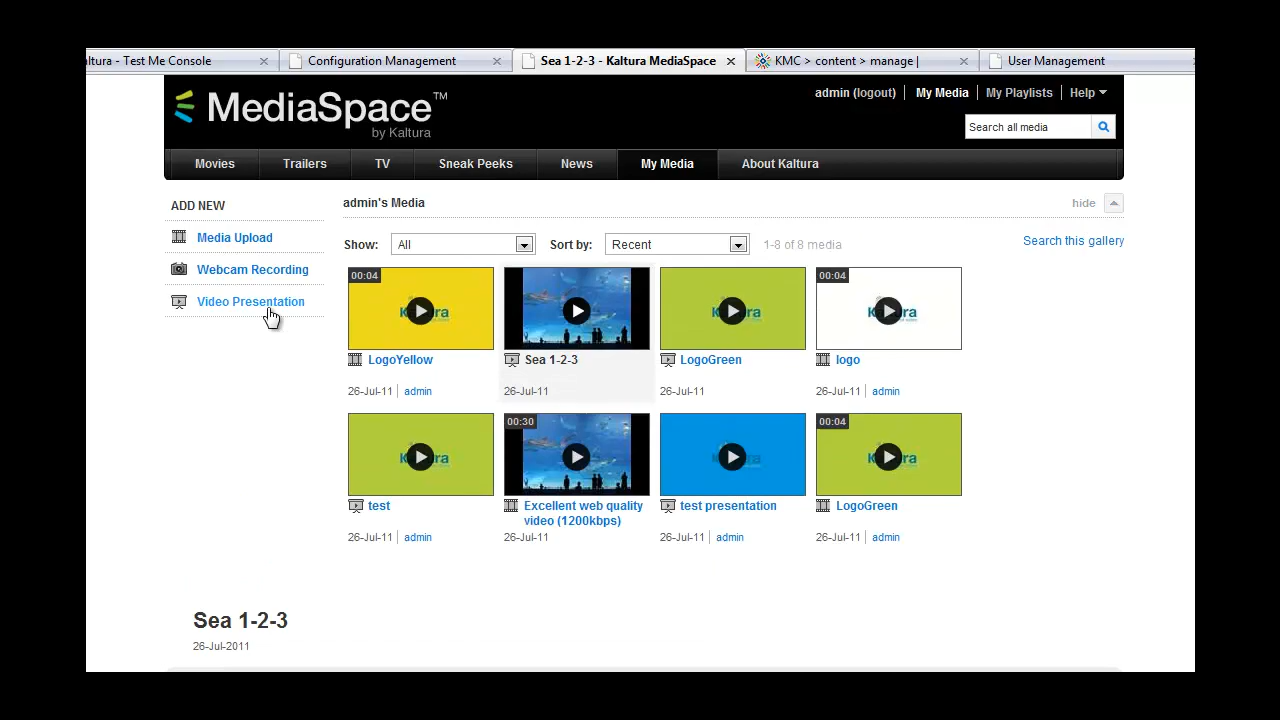 ltura - Test Me Console
Configuration Management
Sea 1-2-3 - Kaltura MediaSpace
KMC > content > manage |
User Management
MediaSpace™
by Kaltura
admin (logout) My Media My Playlists Help
Search all media
Movies Trailers TV Sneak Peeks News My Media About Kaltura
ADD NEW
Media Upload
Webcam Recording
Video Presentation
admin's Media
hide
Show: All Sort by: Recent 1-8 of 8 media
Search this gallery
00:04
00:04
LogoYellow
Sea 1-2-3
LogoGreen
logo
26-Jul-11 admin
26-Jul-11
26-Jul-11
26-Jul-11 admin
00:30
00:04
test
Excellent web quality
video (1200kbps)
test presentation
LogoGreen
26-Jul-11 admin
26-Jul-11
26-Jul-11 admin
26-Jul-11 admin
Sea 1-2-3
26-Jul-2011